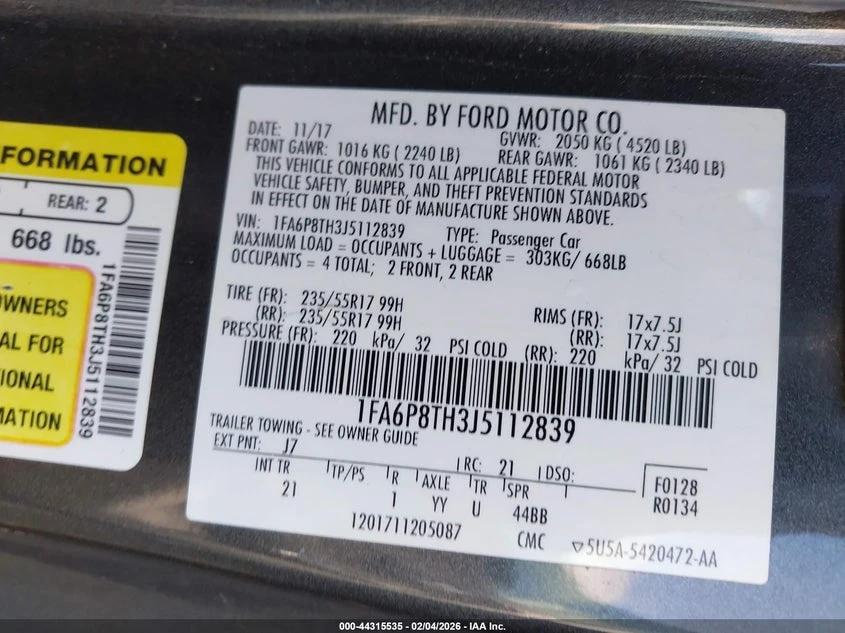 FORMATION
REAR: 2
668 lbs.
OWNERS
AL FOR
IONAL
MATION
1FA6P8TH3J5112839
MFD. BY FORD MOTOR CO.
DATE: 11/17 GVWR: 2050 KG ( 4520 LB)
FRONT GAWR: 1016 KG ( 2240 LB) REAR GAWR: 1061 KG ( 2340 LB)
THIS VEHICLE CONFORMS TO ALL APPLICABLE FEDERAL MOTOR
VEHICLE SAFETY, BUMPER, AND THEFT PREVENTION STANDARDS
IN EFFECT ON THE DATE OF MANUFACTURE SHOWN ABOVE.
VIN: 1FA6P8TH3J5112839 TYPE: Passenger Car
MAXIMUM LOAD = OCCUPANTS + LUGGAGE = 303KG/ 668LB
OCCUPANTS = 4 TOTAL; 2 FRONT, 2 REAR
TIRE (FR): 235/55R17 99H RIMS (FR): 17x7.5J
(RR): 235/55R17 99H (RR): 17x7.5J
PRESSURE (FR): 220 kPa/ 32 PSI COLD (RR): 220 kPa/ 32 PSI COLD
1FA6P8TH3J5112839
TRAILER TOWING - SEE OWNER GUIDE
EXT PNT: J7 RC: 21 DSO:
INT TR TP/PS R AXLE TR SPR
21 1 YY U 44BB
F0128
R0134
1201711205087 CMC 5U5A-5420472-AA
000-44315535 - 02/04/2026 - IAA Inc.